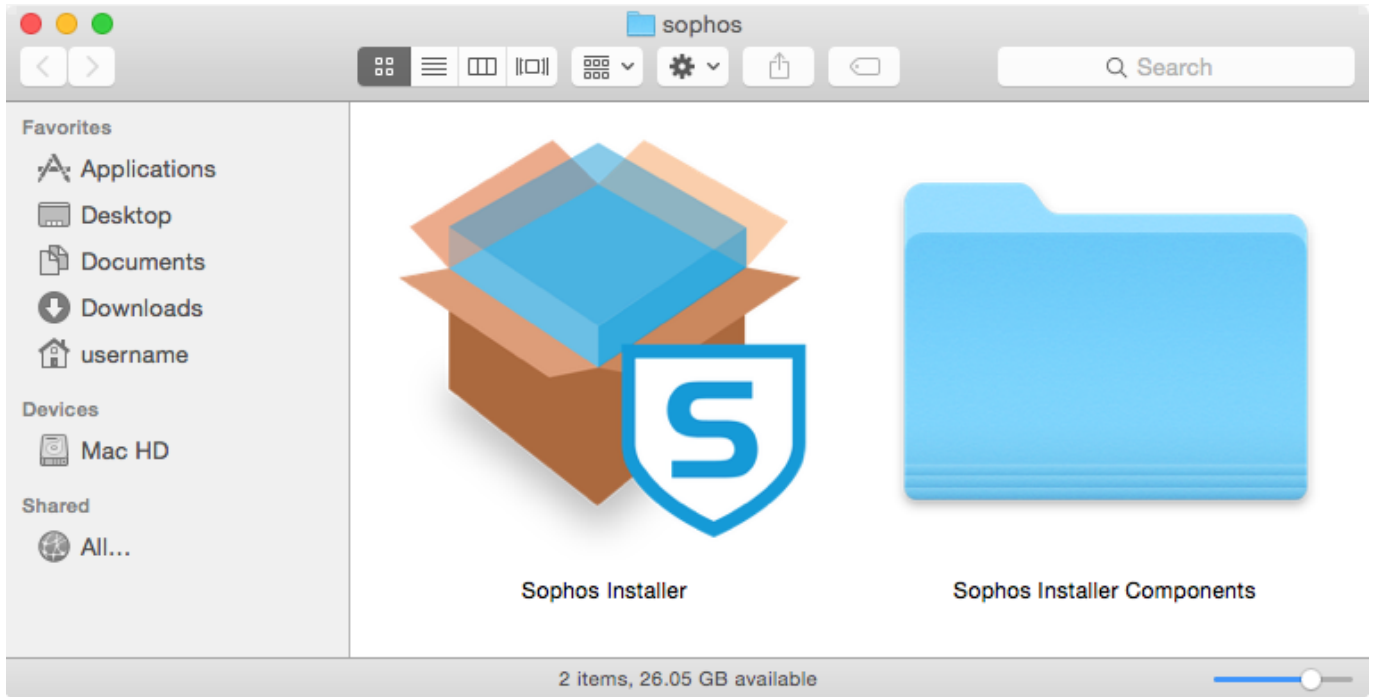 sophos
Search
Favorites
Applications
Desktop
Documents
Downloads
username
Devices
Mac HD
Shared
All...
S
Sophos Installer
Sophos Installer Components
2 items, 26.05 GB available